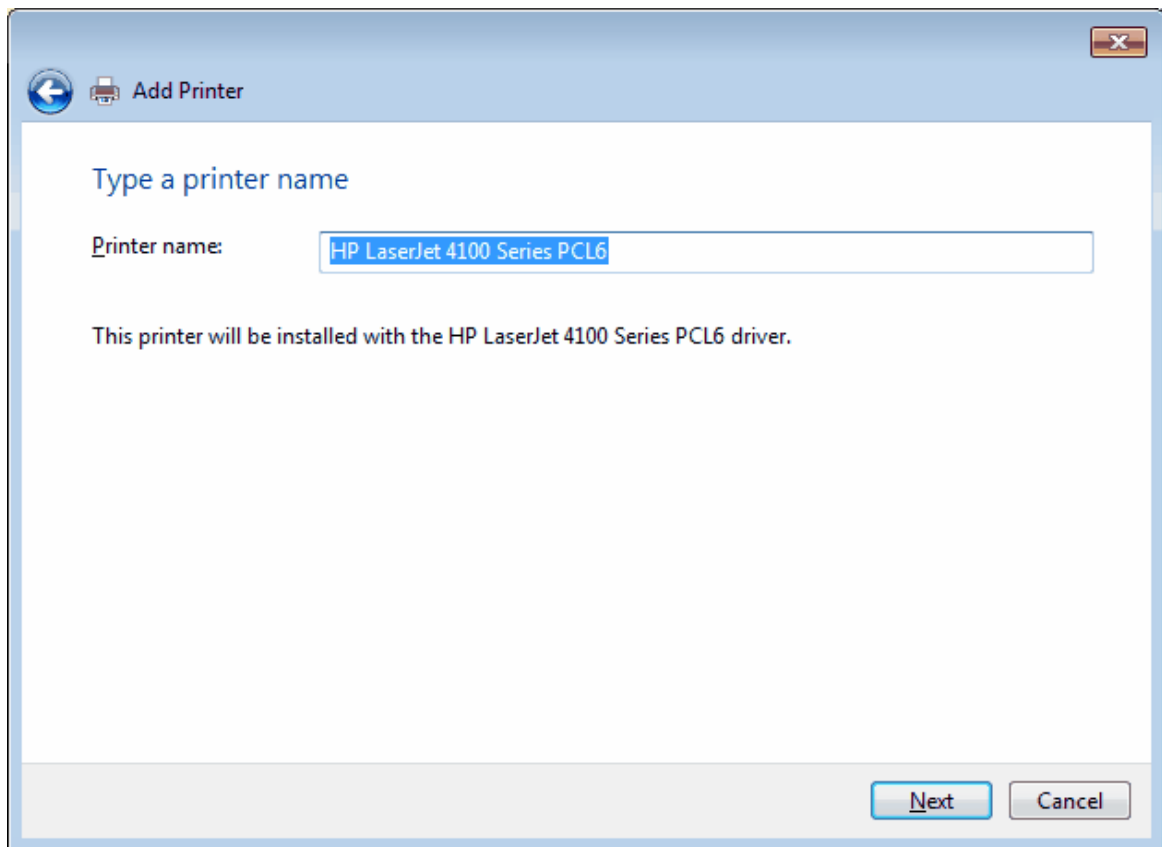 Add Printer
Type a printer name
Printer name: HP LaserJet 4100 Series PCL6
This printer will be installed with the HP LaserJet 4100 Series PCL6 driver.
Next Cancel